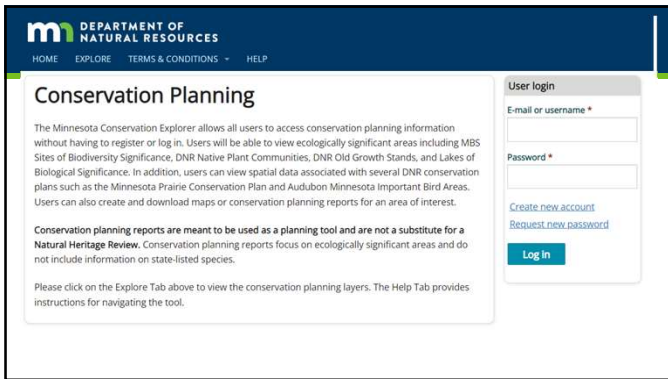 DEPARTMENT OF
NATURAL RESOURCES
HOME EXPLORE TERMS & CONDITIONS HELP
Conservation Planning
The Minnesota Conservation Explorer allows all users to access conservation planning information
without having to register or log in. Users will be able to view ecologically significant areas including MBS
Sites of Biodiversity Significance, DNR Native Plant Communities, DNR Old Growth Stands, and Lakes of
Biological Significance. In addition, users can view spatial data associated with several DNR conservation
plans such as the Minnesota Prairie Conservation Plan and Audubon Minnesota Important Bird Areas.
Users can also create and download maps or conservation planning reports for an area of interest.
Conservation planning reports are meant to be used as a planning tool and are not a substitute for a
Natural Heritage Review. Conservation planning reports focus on ecologically significant areas and do
not include information on state-listed species.
Please click on the Explore Tab above to view the conservation planning layers. The Help Tab provides
instructions for navigating the tool.
User login
E-mail or username *
Password *
Create new account
Request new password
Log in